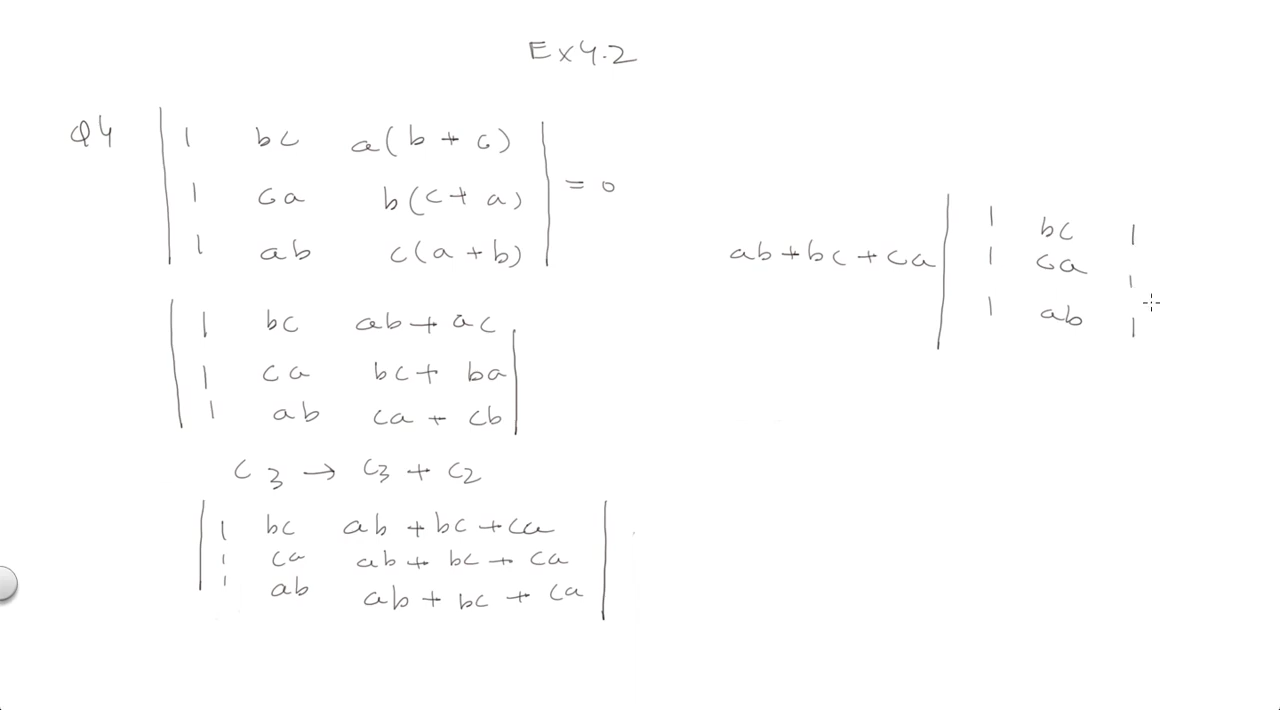 Ex 4.2
Q4 | 1 bc a(b + c) |
| 1 ca b(c + a) | = 0
| 1 ab c(a + b) |
| 1 bc ab + ac |
| 1 ca bc + ba |
| 1 ab ca + cb |
C3 → C3 + C2
| 1 bc ab + bc + ca |
| 1 ca ab + bc + ca |
| 1 ab ab + bc + ca |
| 1 bc 1 |
ab + bc + ca | 1 ca 1 |
| 1 ab 1 |